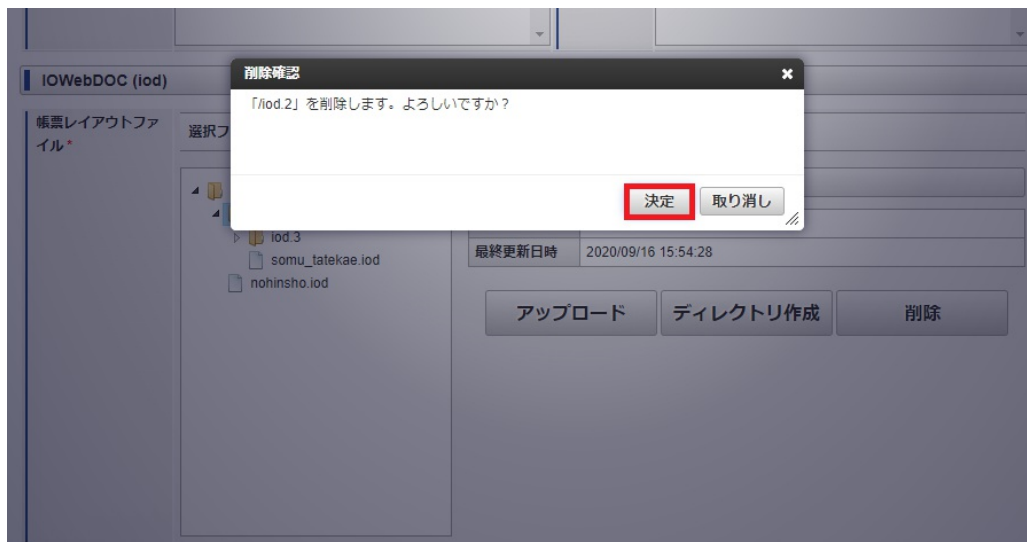 削除確認
「/iod.2」を削除します。よろしいですか？
決定
取り消し
IOWebDOC (iod)
帳票レイアウトファ
イル*
選択フ
iod.3
somu_tatekae.iod
nohinsho.iod
最終更新日時
2020/09/16 15:54:28
アップロード
ディレクトリ作成
削除